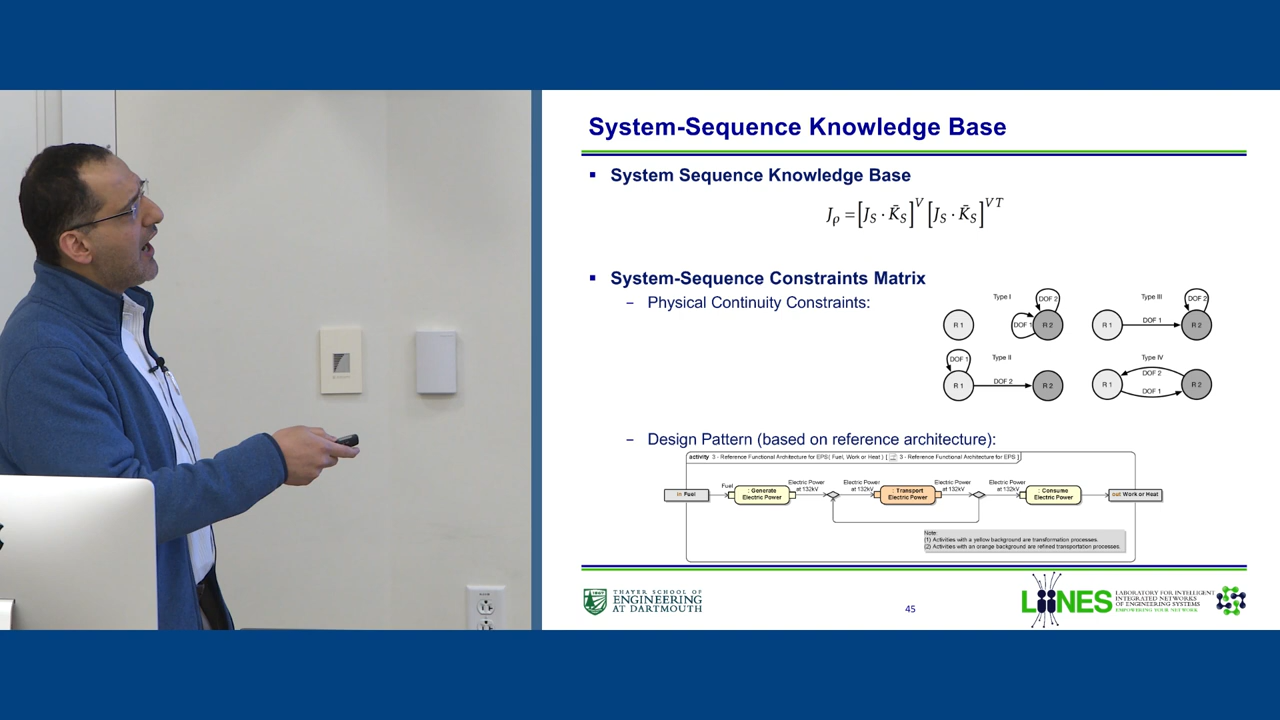 System-Sequence Knowledge Base
▪ System Sequence Knowledge Base
J_ρ = [J_S · K̄_S]^V [J_S · K̄_S]^{VT}
▪ System-Sequence Constraints Matrix
– Physical Continuity Constraints:
Type I
R 1
DOF 1
DOF 2
R 2
Type III
R 1
DOF 1
DOF 2
R 2
Type II
DOF 1
R 1
DOF 2
R 2
Type IV
R 1
DOF 2
DOF 1
R 2
– Design Pattern (based on reference architecture):
activity 3 - Reference Functional Architecture for EPS( Fuel, Work or Heat ) [ 3 - Reference Functional Architecture for EPS ]
in Fuel
Fuel
: Generate
Electric Power
Electric Power
at 132kV
Electric Power
at 132kV
: Transport
Electric Power
Electric Power
at 132kV
Electric Power
at 132kV
: Consume
Electric Power
out Work or Heat
Note:
(1) Activities with a yellow background are transformation processes.
(2) Activities with an orange background are refined transportation processes.
THAYER SCHOOL OF
ENGINEERING
AT DARTMOUTH
45
LIINES
LABORATORY FOR INTELLIGENT
INTEGRATED NETWORKS
OF ENGINEERING SYSTEMS
EMPOWERING YOUR NETWORK